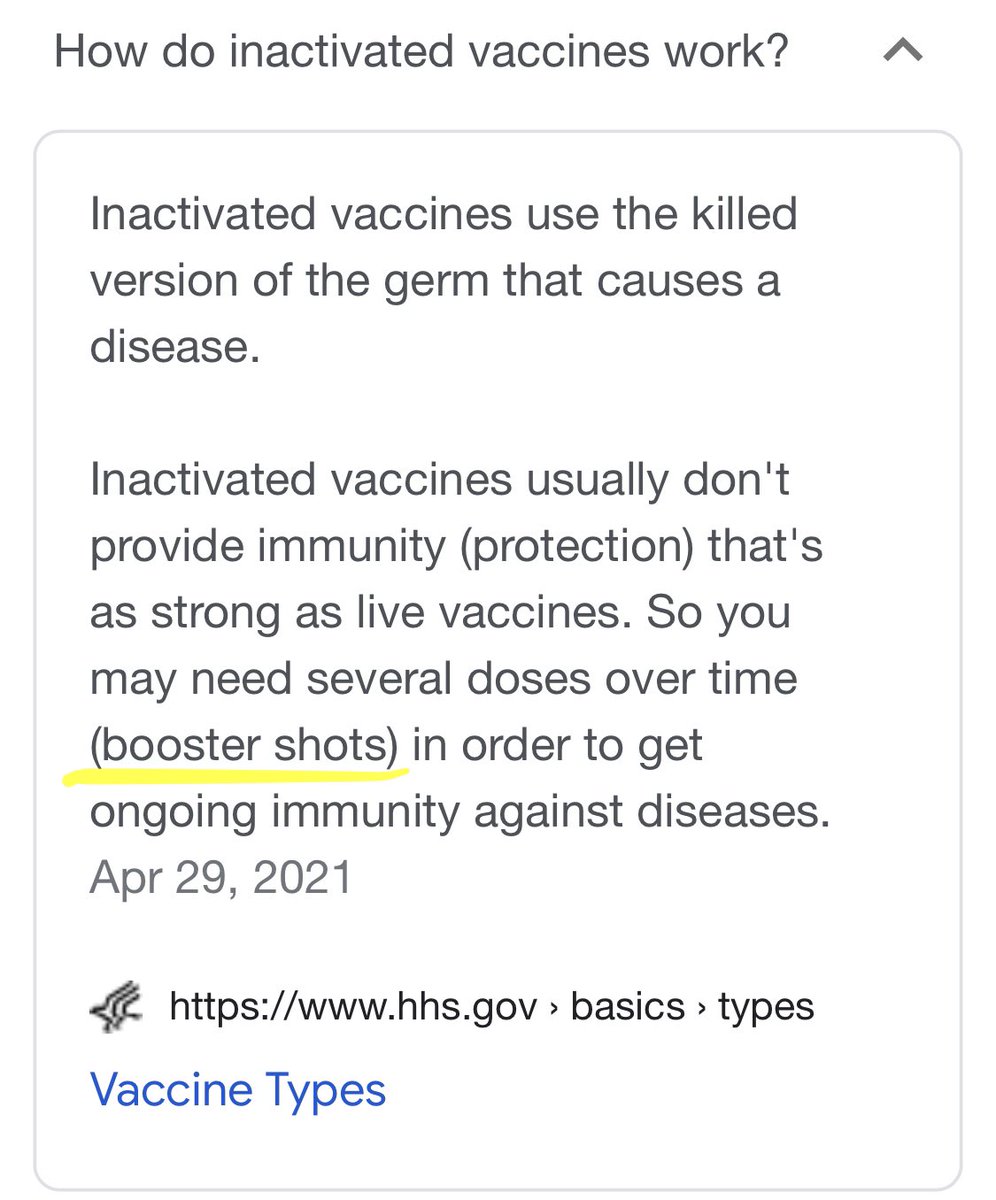 How do inactivated vaccines work?
Inactivated vaccines use the killed
version of the germ that causes a
disease.
Inactivated vaccines usually don't
provide immunity (protection) that's
as strong as live vaccines. So you
may need several doses over time
(booster shots) in order to get
ongoing immunity against diseases.
Apr 29, 2021
https://www.hhs.gov › basics › types
Vaccine Types